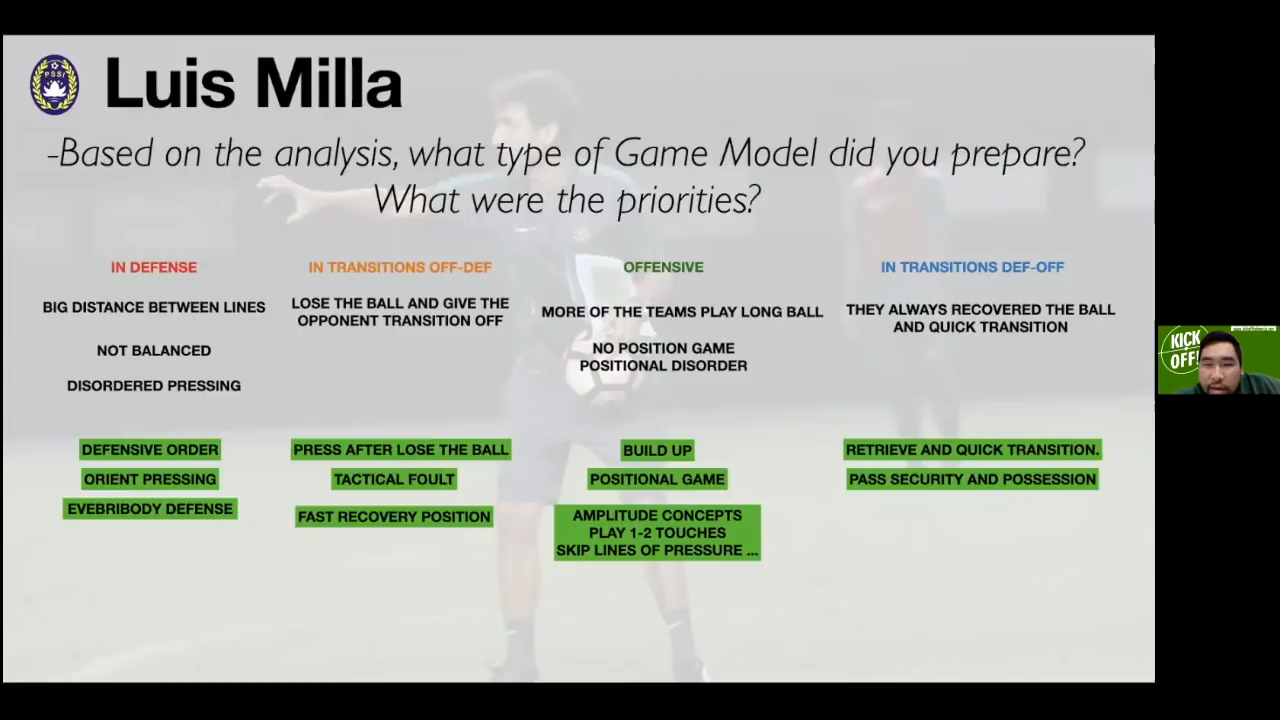 PSSI
Luis Milla
-Based on the analysis, what type of Game Model did you prepare?
What were the priorities?
IN DEFENSE
BIG DISTANCE BETWEEN LINES
NOT BALANCED
DISORDERED PRESSING
DEFENSIVE ORDER
ORIENT PRESSING
EVEBRIBODY DEFENSE
IN TRANSITIONS OFF-DEF
LOSE THE BALL AND GIVE THE
OPPONENT TRANSITION OFF
PRESS AFTER LOSE THE BALL
TACTICAL FOULT
FAST RECOVERY POSITION
OFFENSIVE
MORE OF THE TEAMS PLAY LONG BALL
NO POSITION GAME
POSITIONAL DISORDER
BUILD UP
POSITIONAL GAME
AMPLITUDE CONCEPTS
PLAY 1-2 TOUCHES
SKIP LINES OF PRESSURE ...
IN TRANSITIONS DEF-OFF
THEY ALWAYS RECOVERED THE BALL
AND QUICK TRANSITION
RETRIEVE AND QUICK TRANSITION.
PASS SECURITY AND POSSESSION
KICK
OFF!